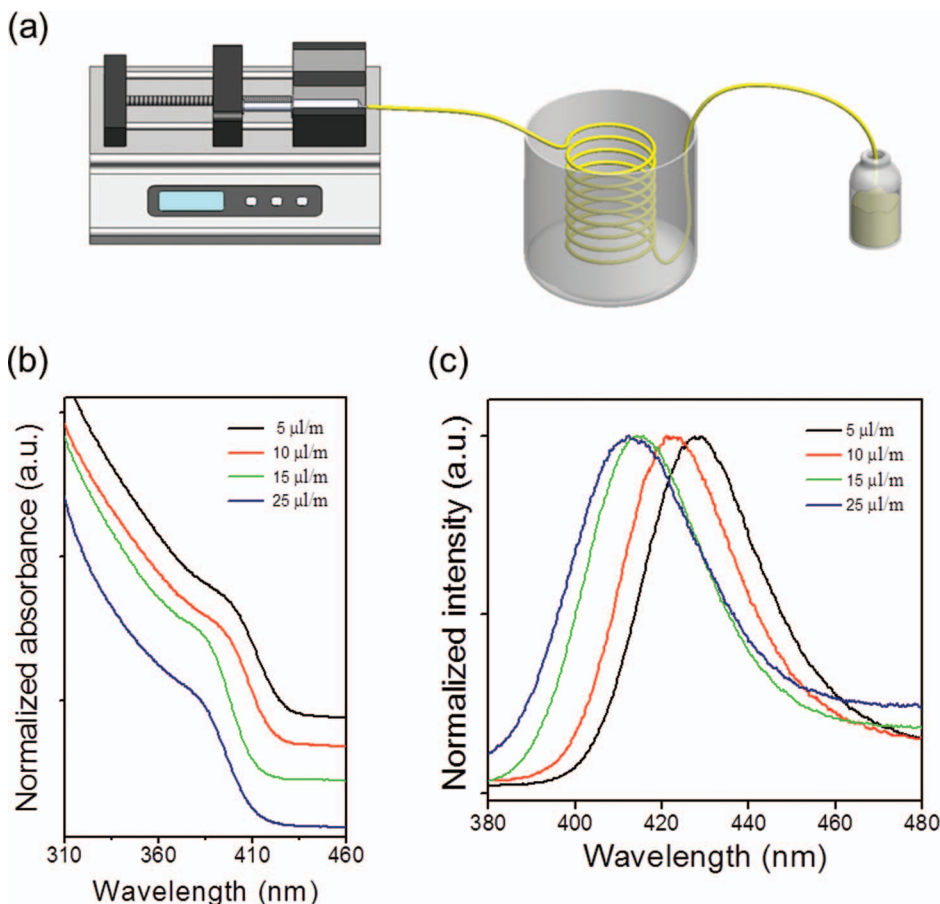 (a)
(b)
Normalized absorbance (a.u.)
5 µl/m
10 µl/m
15 µl/m
25 µl/m
310 360 410 460
Wavelength (nm)
(c)
Normalized intensity (a.u.)
5 µl/m
10 µl/m
15 µl/m
25 µl/m
380 400 420 440 460 480
Wavelength (nm)